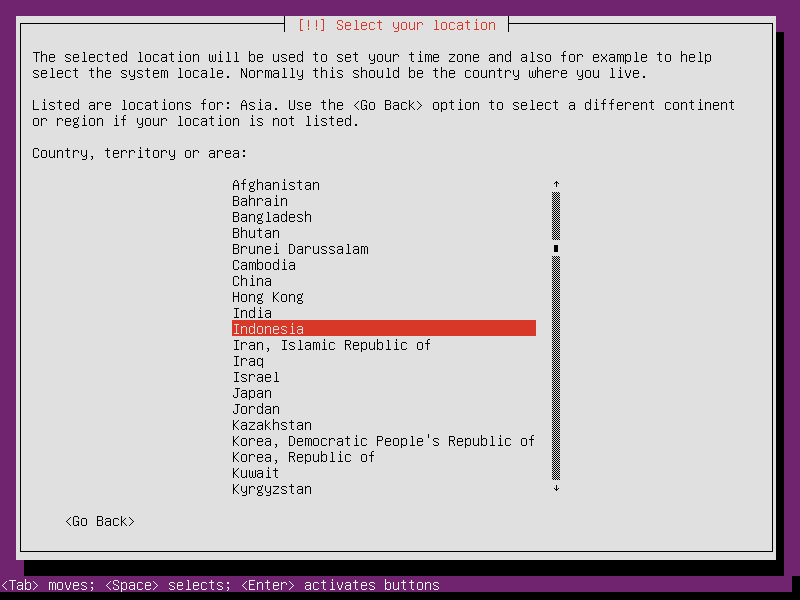 [!!] Select your location
The selected location will be used to set your time zone and also for example to help
select the system locale. Normally this should be the country where you live.
Listed are locations for: Asia. Use the <Go Back> option to select a different continent
or region if your location is not listed.
Country, territory or area:
Afghanistan
Bahrain
Bangladesh
Bhutan
Brunei Darussalam
Cambodia
China
Hong Kong
India
Indonesia
Iran, Islamic Republic of
Iraq
Israel
Japan
Jordan
Kazakhstan
Korea, Democratic People's Republic of
Korea, Republic of
Kuwait
Kyrgyzstan
<Go Back>
<Tab> moves; <Space> selects; <Enter> activates buttons